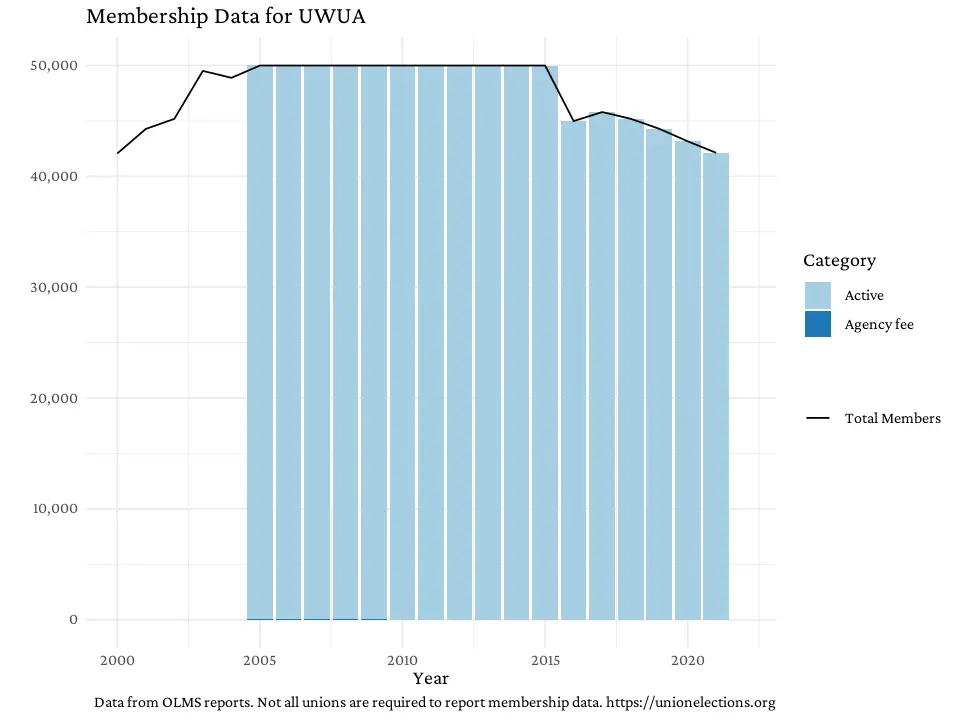 Membership Data for UWUA
50,000
40,000
30,000
20,000
10,000
0
2000 2005 2010 2015 2020
Year
Category
Active
Agency fee
Total Members
Data from OLMS reports. Not all unions are required to report membership data. https://unionelections.org